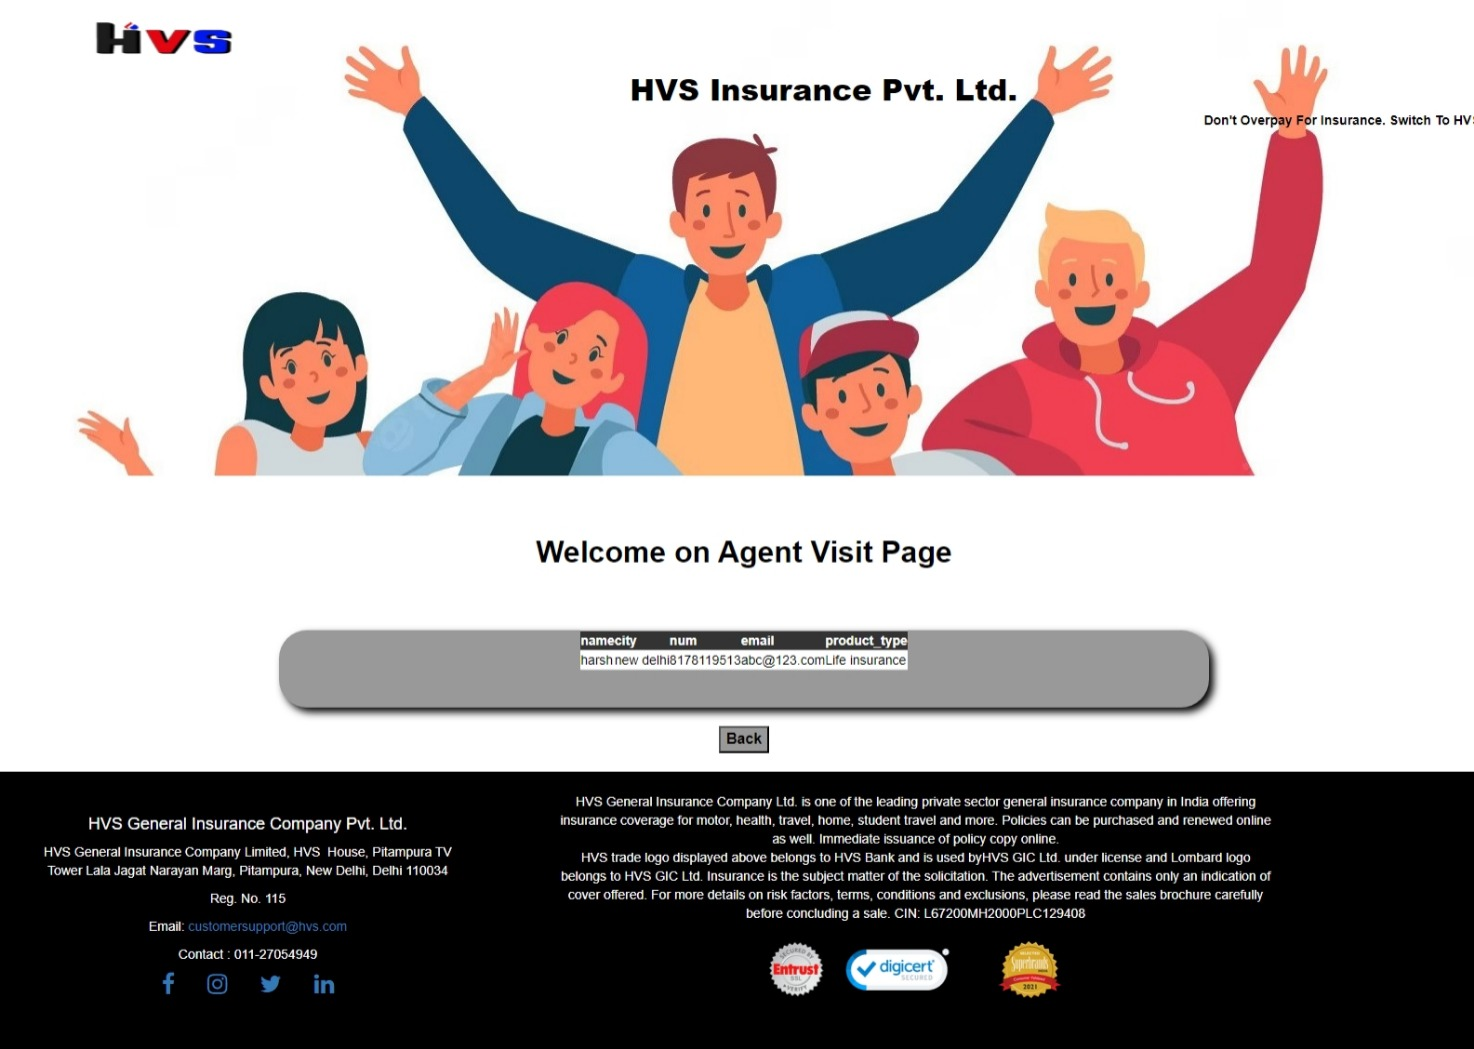 HVS
HVS Insurance Pvt. Ltd.
Don't Overpay For Insurance. Switch To HVS
Welcome on Agent Visit Page
name city num email product_type
harsh new delhi 8178119513 abc@123.com Life insurance
Back
HVS General Insurance Company Pvt. Ltd.
HVS General Insurance Company Limited, HVS House, Pitampura TV
Tower Lala Jagat Narayan Marg, Pitampura, New Delhi, Delhi 110034
Reg. No. 115
Email: customersupport@hvs.com
Contact : 011-27054949
HVS General Insurance Company Ltd. is one of the leading private sector general insurance company in India offering
insurance coverage for motor, health, travel, home, student travel and more. Policies can be purchased and renewed online
as well. Immediate issuance of policy copy online.
HVS trade logo displayed above belongs to HVS Bank and is used byHVS GIC Ltd. under license and Lombard logo
belongs to HVS GIC Ltd. Insurance is the subject matter of the solicitation. The advertisement contains only an indication of
cover offered. For more details on risk factors, terms, conditions and exclusions, please read the sales brochure carefully
before concluding a sale. CIN: L67200MH2000PLC129408
SECURED BY
Entrust
SSL
VERIFY
digicert
SECURED
Superbrands
2021